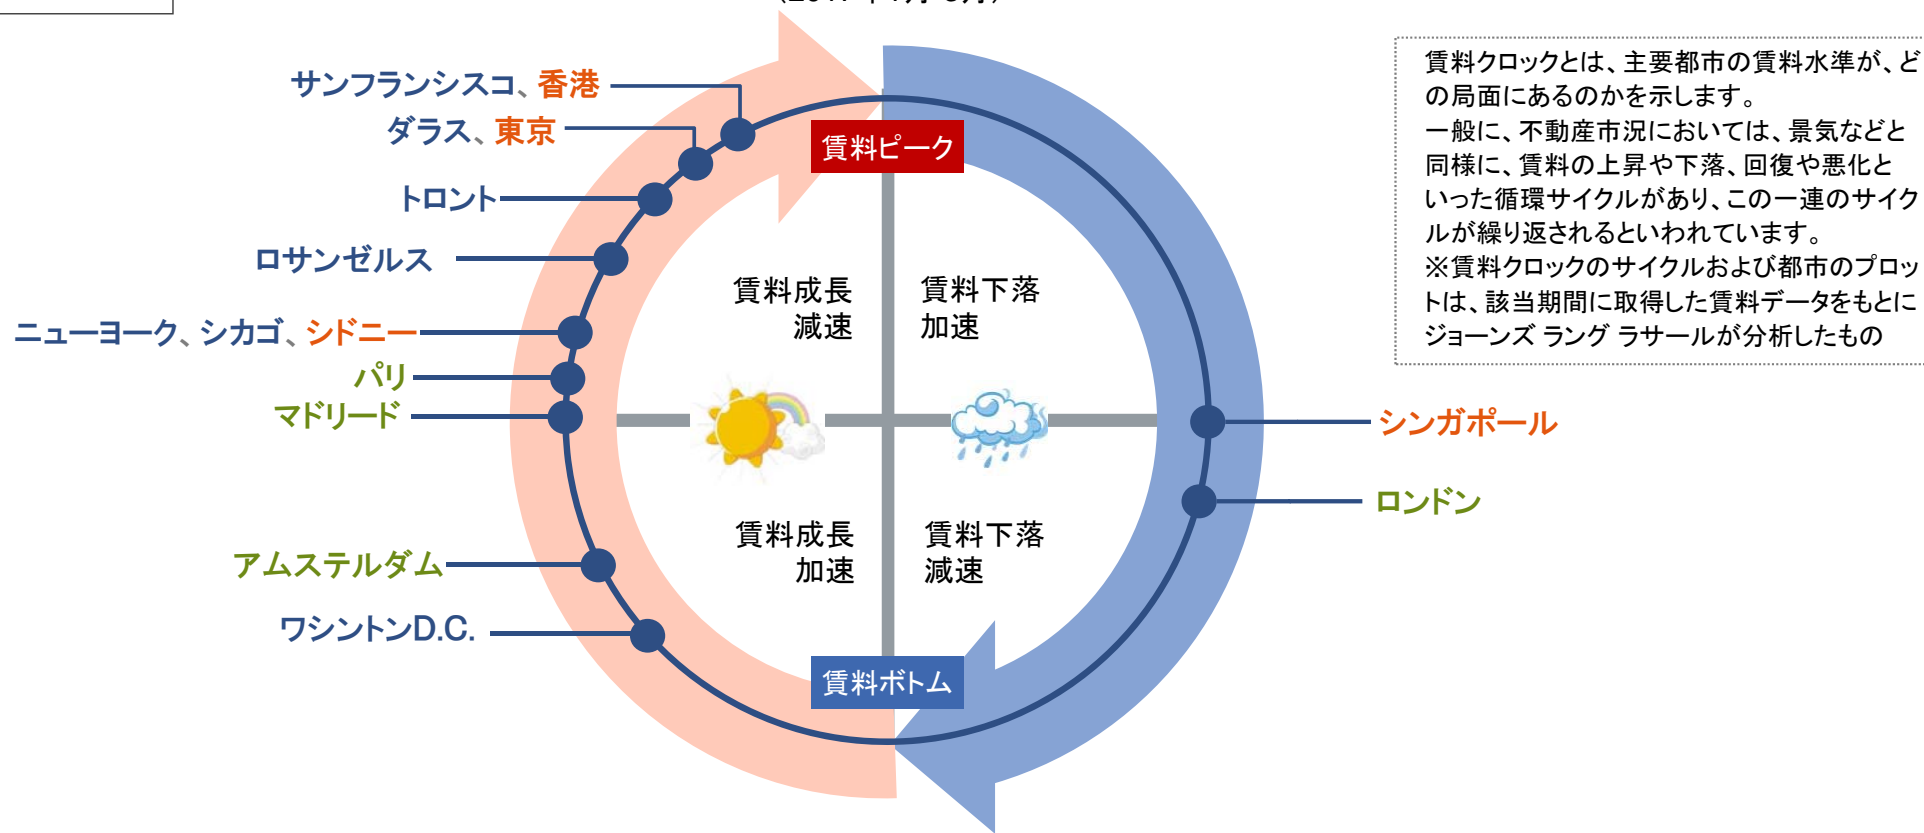 サンフランシスコ、香港
ダラス、東京
トロント
ロサンゼルス
ニューヨーク、シカゴ、シドニー
パリ
マドリード
アムステルダム
ワシントンD.C.
賃料ピーク
賃料成長
減速
賃料下落
加速
賃料成長
加速
賃料下落
減速
賃料ボトム
シンガポール
ロンドン
賃料クロックとは、主要都市の賃料水準が、ど
の局面にあるのかを示します。
一般に、不動産市況においては、景気などと
同様に、賃料の上昇や下落、回復や悪化と
いった循環サイクルがあり、この一連のサイク
ルが繰り返されるといわれています。
※賃料クロックのサイクルおよび都市のプロッ
トは、該当期間に取得した賃料データをもとに
ジョーンズ ラング ラサールが分析したもの